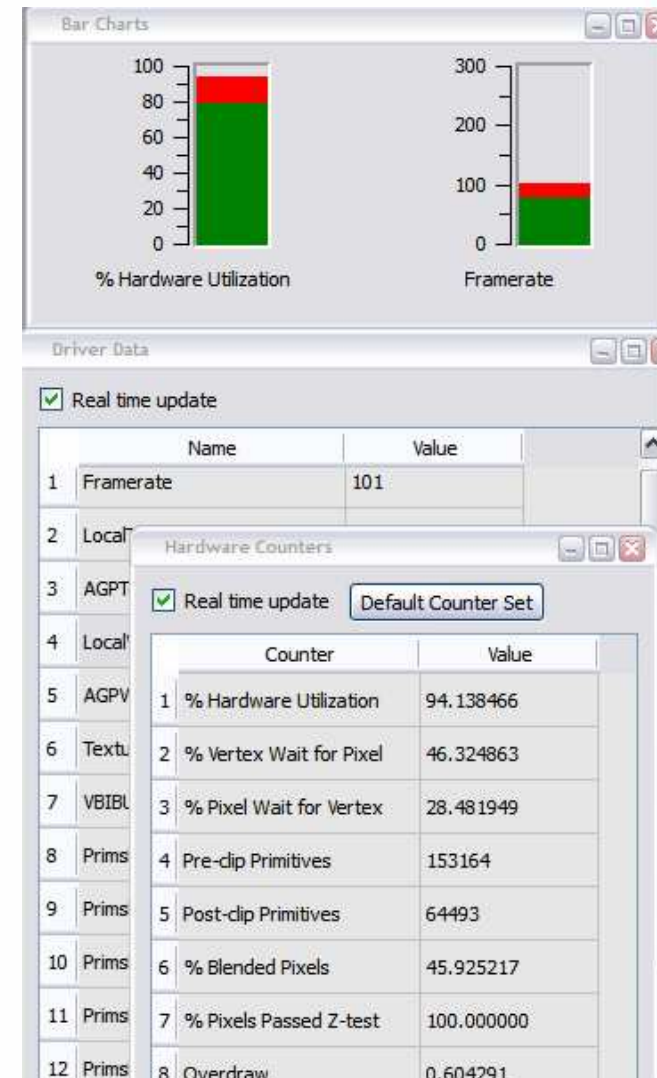 Bar Charts
100
80
60
40
20
0
% Hardware Utilization
300
200
100
0
Framerate
Driver Data
Real time update
Name Value
1 Framerate 101
2 Local
3 AGPT
4 Local
5 AGPV
6 Textu
7 VBIBU
8 Prims
9 Prims
10 Prims
11 Prims
12 Prims
Hardware Counters
Real time update Default Counter Set
Counter Value
1 % Hardware Utilization 94.138466
2 % Vertex Wait for Pixel 46.324863
3 % Pixel Wait for Vertex 28.481949
4 Pre-clip Primitives 153164
5 Post-clip Primitives 64493
6 % Blended Pixels 45.925217
7 % Pixels Passed Z-test 100.000000
8 Overdraw 0.604291